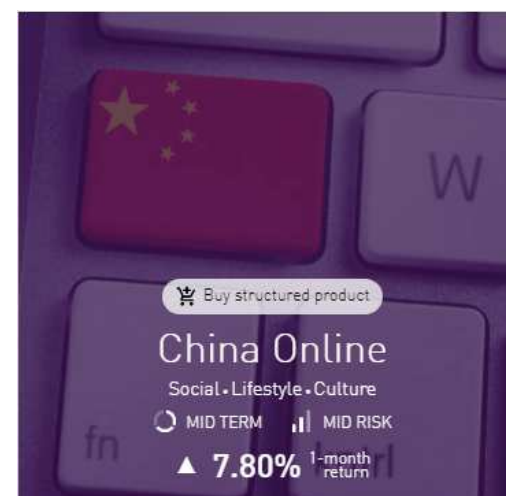 W
Buy structured product
China Online
Social • Lifestyle • Culture
MID TERM MID RISK
fn
▲ 7.80% 1-month return